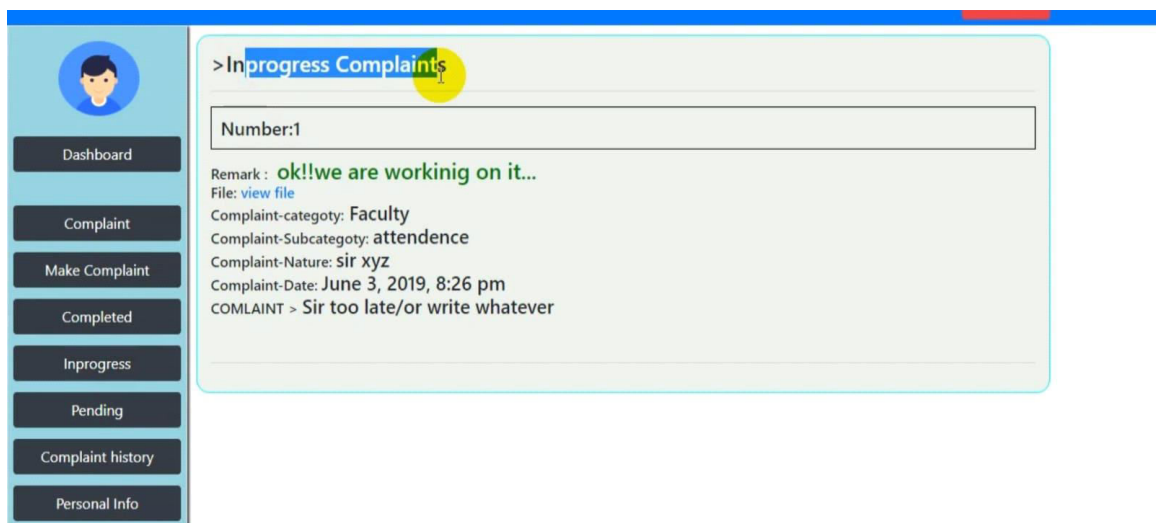 Dashboard
Complaint
Make Complaint
Completed
Inprogress
Pending
Complaint history
Personal Info
>Inprogress Complaints
Number:1
Remark : ok!!we are workinig on it...
File: view file
Complaint-categoty: Faculty
Complaint-Subcategoty: attendence
Complaint-Nature: sir xyz
Complaint-Date: June 3, 2019, 8:26 pm
COMLAINT > Sir too late/or write whatever